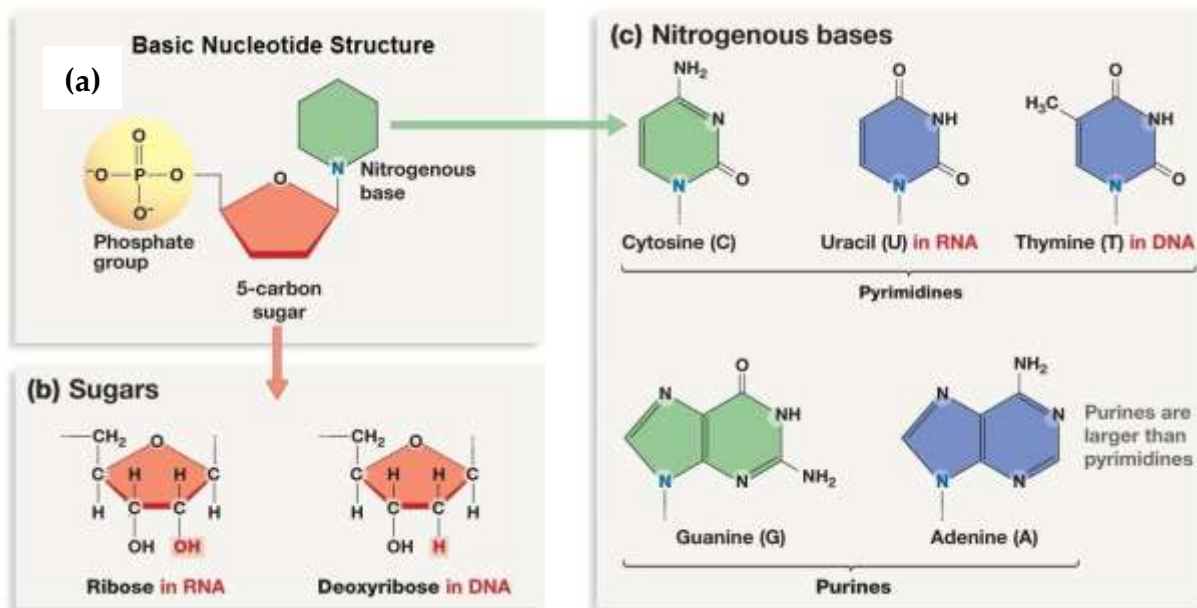 Basic Nucleotide Structure
(a)
O
⁻O P O
O⁻
Phosphate
group
O
N
Nitrogenous
base
5-carbon
sugar
(b) Sugars
CH₂ O
C H H C
H C C H
OH OH
Ribose in RNA
CH₂ O
C H H C
H C C H
OH H
Deoxyribose in DNA
(c) Nitrogenous bases
NH₂
N
N O
Cytosine (C)
O
NH
N O
Uracil (U) in RNA
O
H₃C NH
N O
Thymine (T) in DNA
Pyrimidines
O
N NH
N N NH₂
Guanine (G)
NH₂
N N
N N
Adenine (A)
Purines are
larger than
pyrimidines
Purines